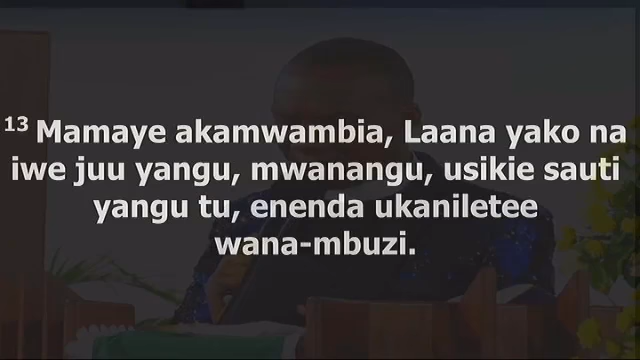 13 Mamaye akamwambia, Laana yako na
iwe juu yangu, mwanangu, usikie sauti
yangu tu, enenda ukaniletee
wana-mbuzi.